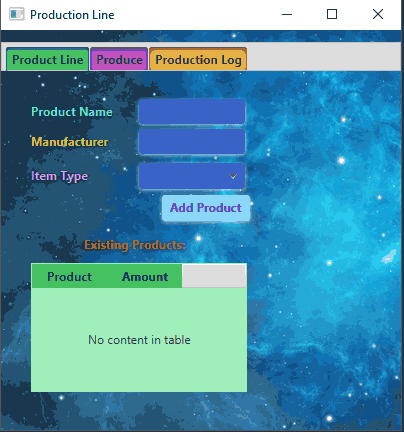 Production Line
Product Line Produce Production Log
Product Name
Manufacturer
Item Type
Add Product
Existing Products:
Product Amount
No content in table